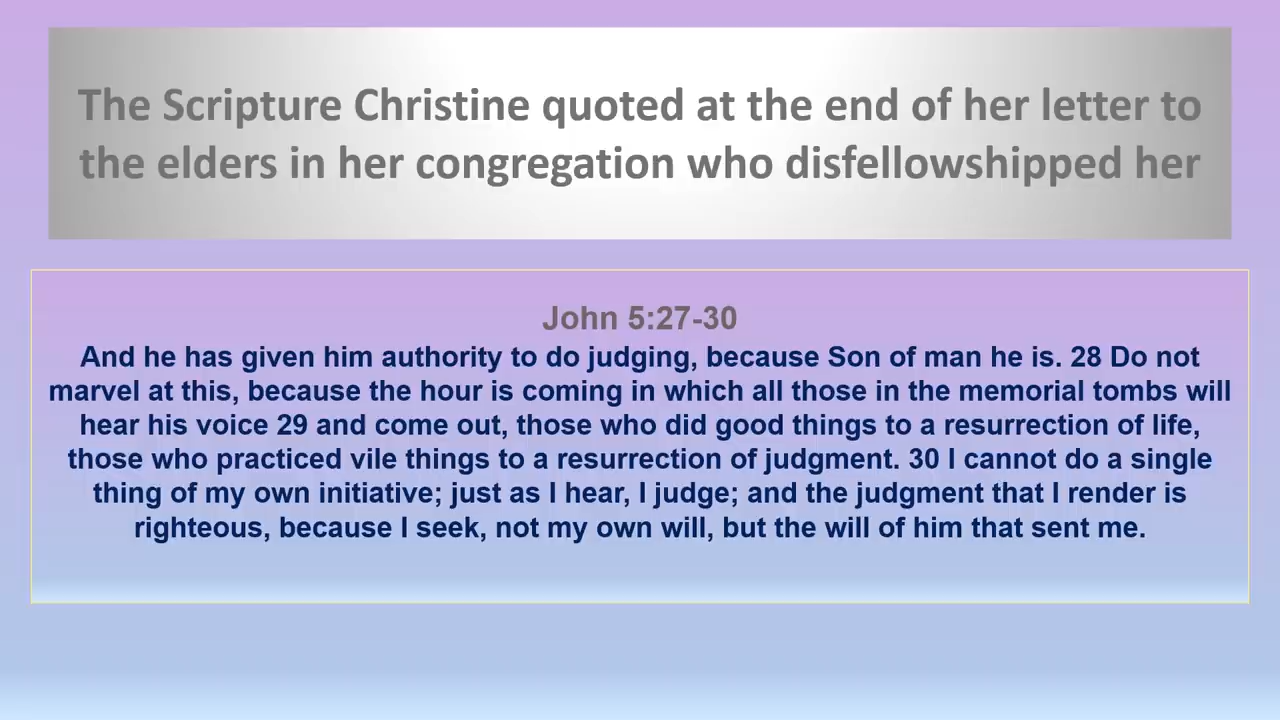 The Scripture Christine quoted at the end of her letter to
the elders in her congregation who disfellowshipped her
John 5:27-30
And he has given him authority to do judging, because Son of man he is. 28 Do not
marvel at this, because the hour is coming in which all those in the memorial tombs will
hear his voice 29 and come out, those who did good things to a resurrection of life,
those who practiced vile things to a resurrection of judgment. 30 I cannot do a single
thing of my own initiative; just as I hear, I judge; and the judgment that I render is
righteous, because I seek, not my own will, but the will of him that sent me.